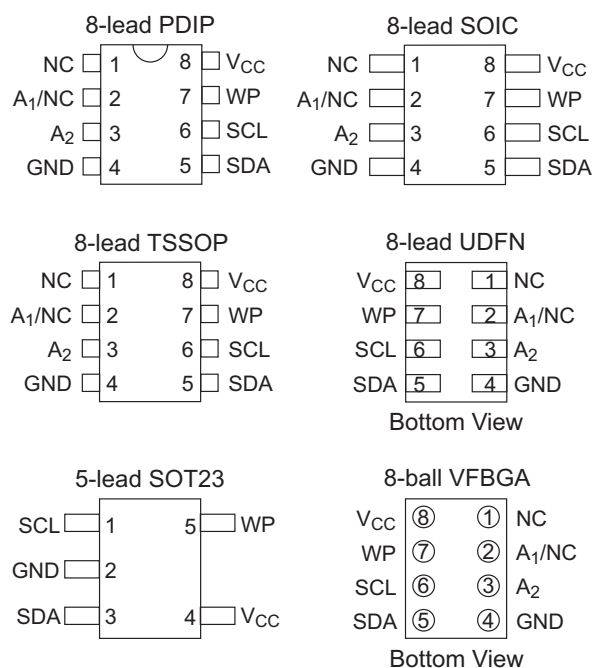 8-lead PDIP
NC 1 8 VCC
A1/NC 2 7 WP
A2 3 6 SCL
GND 4 5 SDA
8-lead SOIC
NC 1 8 VCC
A1/NC 2 7 WP
A2 3 6 SCL
GND 4 5 SDA
8-lead TSSOP
NC 1 8 VCC
A1/NC 2 7 WP
A2 3 6 SCL
GND 4 5 SDA
8-lead UDFN
VCC 8 1 NC
WP 7 2 A1/NC
SCL 6 3 A2
SDA 5 4 GND
Bottom View
5-lead SOT23
SCL 1 5 WP
GND 2
SDA 3 4 VCC
8-ball VFBGA
VCC 8 1 NC
WP 7 2 A1/NC
SCL 6 3 A2
SDA 5 4 GND
Bottom View